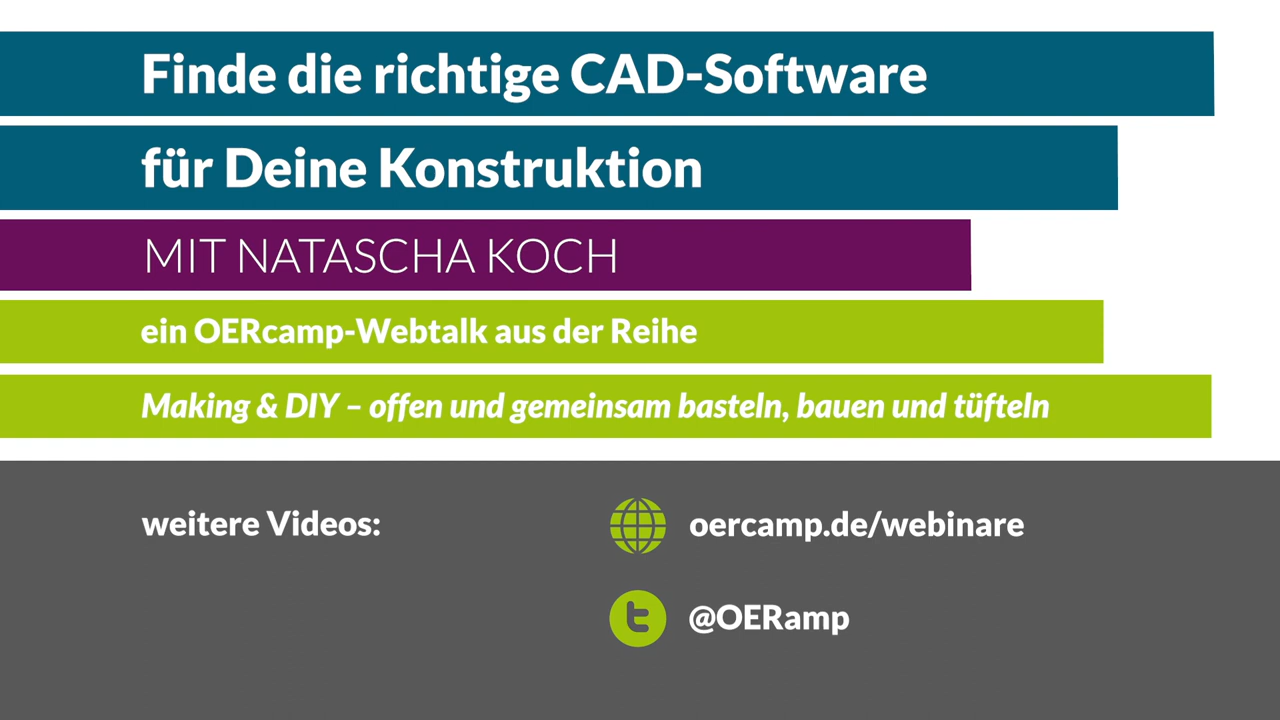 Finde die richtige CAD-Software
für Deine Konstruktion
MIT NATASCHA KOCH
ein OERcamp-Webtalk aus der Reihe
Making & DIY – offen und gemeinsam basteln, bauen und tüfteln
weitere Videos:
oercamp.de/webinare
@OERamp